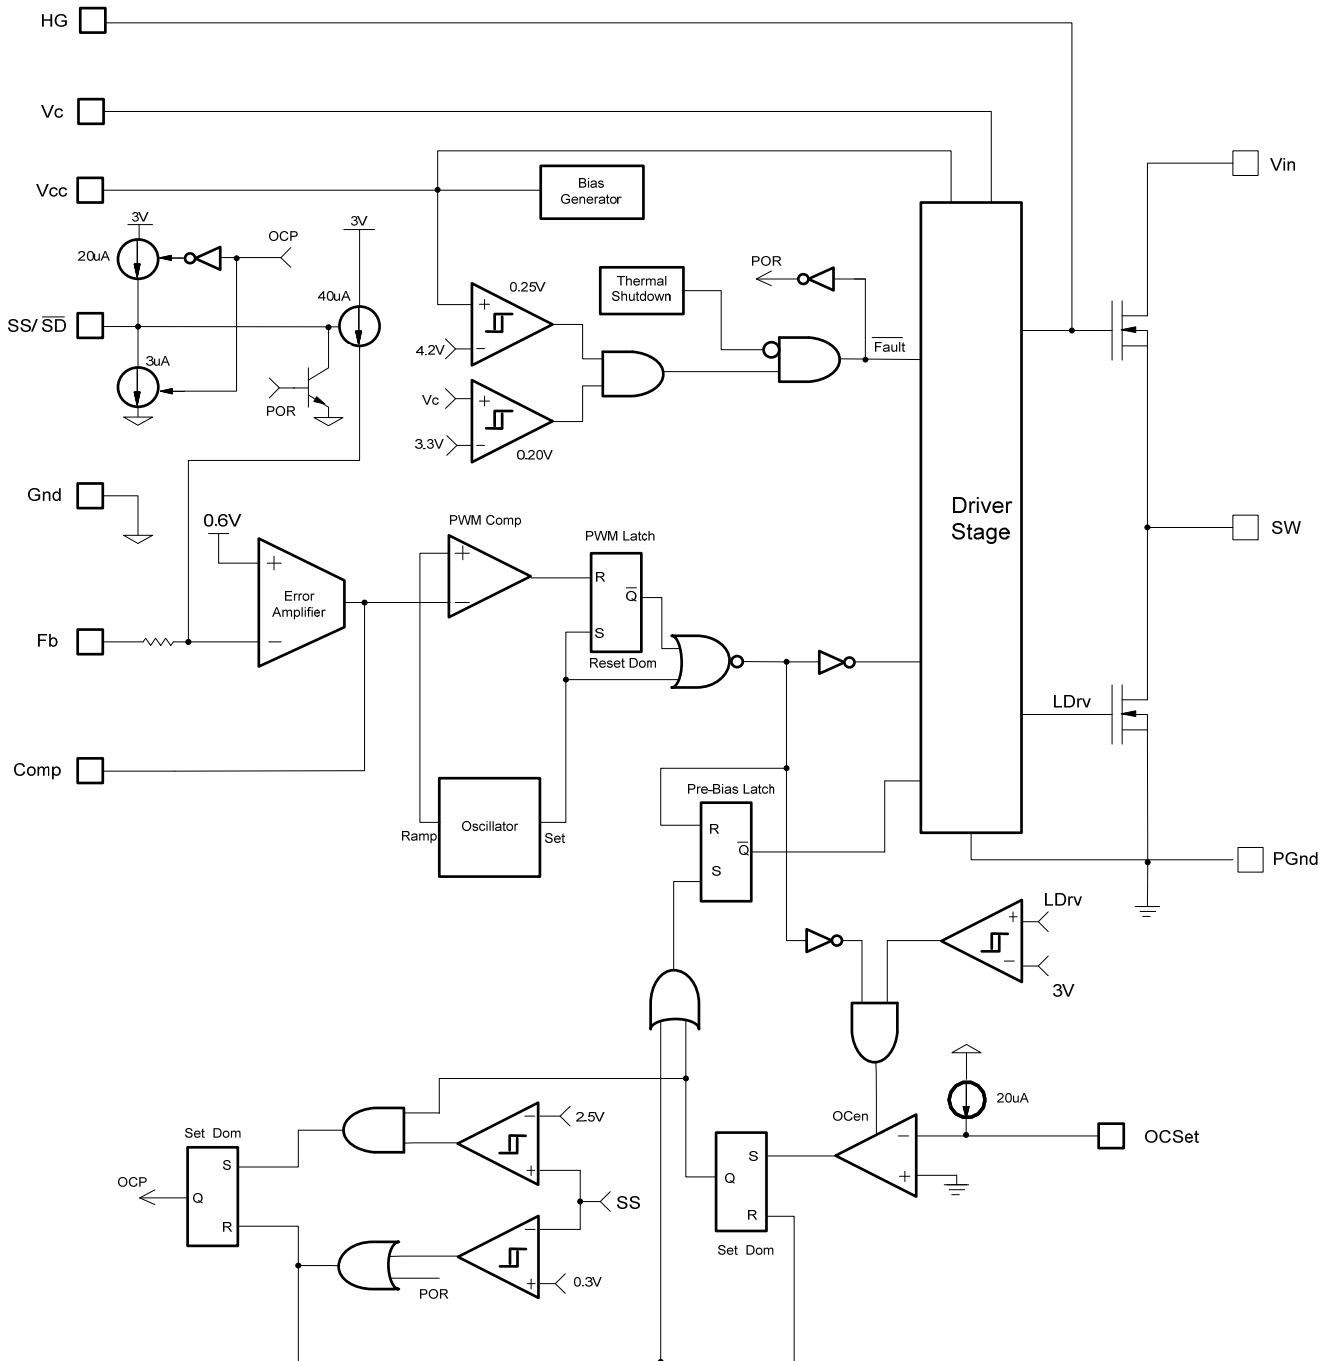 HG
Vc
Vcc
Bias
Generator
Vin
3V
3V
OCP
20uA
40uA
SS/SD
3uA
POR
0.25V
4.2V
Vc
3.3V
0.20V
Thermal
Shutdown
POR
Fault
Gnd
0.6V
PWM Comp
PWM Latch
Driver
Stage
SW
+
-
+
-
+
-
Error
Amplifier
+
-
R
Q
S
Reset Dom
Fb
LDrv
Comp
Oscillator
Ramp
Set
Pre-Bias Latch
R
Q
S
PGnd
LDrv
+
-
3V
20uA
OCen
-
+
OCSet
2.5V
-
+
Set Dom
S
Q
R
OCP
SS
-
+
0.3V
POR
S
Q
R
Set Dom